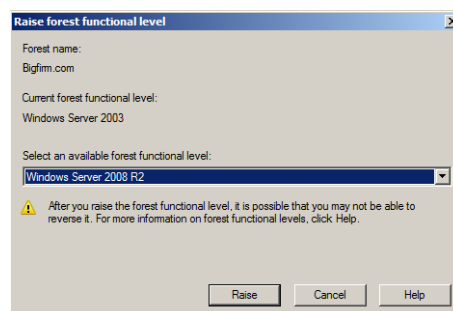 Raise forest functional level
Forest name:
Bigfirm.com
Current forest functional level:
Windows Server 2003
Select an available forest functional level:
Windows Server 2008 R2
After you raise the forest functional level, it is possible that you may not be able to
reverse it. For more information on forest functional levels, click Help.
Raise Cancel Help